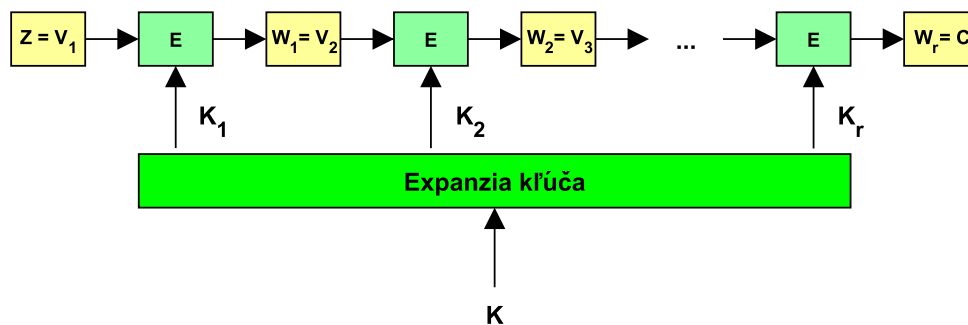 Z = V1 E W1= V2 E W2= V3 ... E Wr= C
K1 K2 Kr
Expanzia kľúča
K